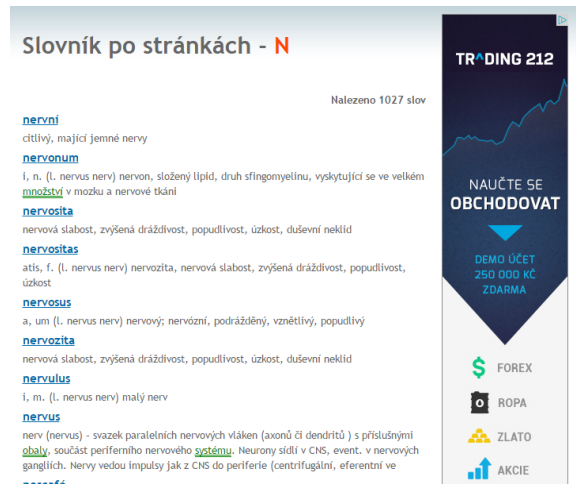 Slovník po stránkách - N
Nalezeno 1027 slov
nervní
citlivý, mající jemné nervy
nervonum
i, n. (l. nervus nerv) nervon, složený lipid, druh sfingomyelinu, vyskytující se ve velkém
množství v mozku a nervové tkáni
nervosita
nervová slabost, zvýšená dráždivost, popudlivost, úzkost, duševní neklid
nervositas
atis, f. (l. nervus nerv) nervozita, nervová slabost, zvýšená dráždivost, popudlivost,
úzkost
nervosus
a, um (l. nervus nerv) nervový; nervózní, podrážděný, vznětlivý, popudlivý
nervozita
nervová slabost, zvýšená dráždivost, popudlivost, úzkost, duševní neklid
nervulus
i, m. (l. nervus nerv) malý nerv
nervus
nerv (nervus) - svazek paralelních nervových vláken (axonů či dendritů ) s příslušnými
obaly, součást periferního nervového systému. Neurony sídlí v CNS, event. v nervových
gangliích. Nervy vedou impulsy jak z CNS do periferie (centrifugální, eferentní ve
TRADING 212
NAUČTE SE
OBCHODOVAT
DEMO ÚČET
250 000 KČ
ZDARMA
$ FOREX
ROPA
ZLATO
AKCIE